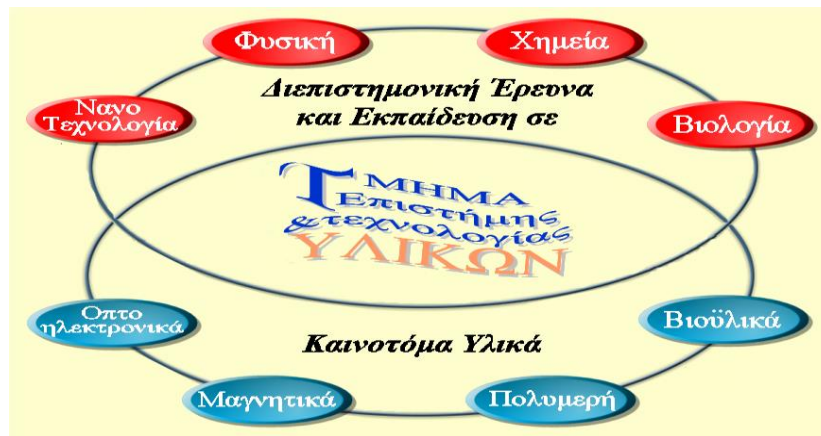 Φυσική
Χημεία
Διεπιστημονική Έρευνα
και Εκπαίδευση σε
Νανο
Τεχνολογία
Βιολογία
ΤΜΗΜΑ
Επιστήμης
&τεχνολογίας
ΥΛΙΚΩΝ
Οπτο
ηλεκτρονικά
Βιοϋλικά
Καινοτόμα Υλικά
Μαγνητικά
Πολυμερή